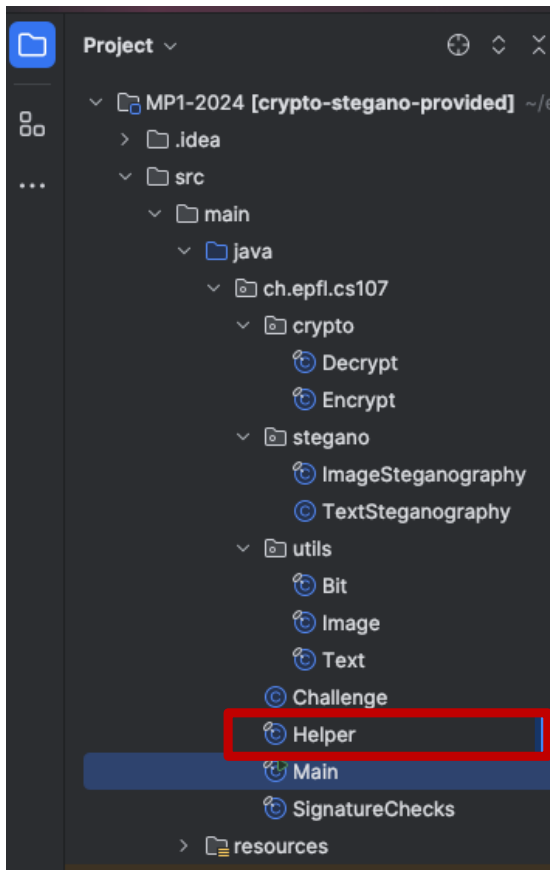 Project
MP1-2024 [crypto-stegano-provided] ~/e
.idea
src
main
java
ch.epfl.cs107
crypto
Decrypt
Encrypt
stegano
ImageSteganography
TextSteganography
utils
Bit
Image
Text
Challenge
Helper
Main
SignatureChecks
resources